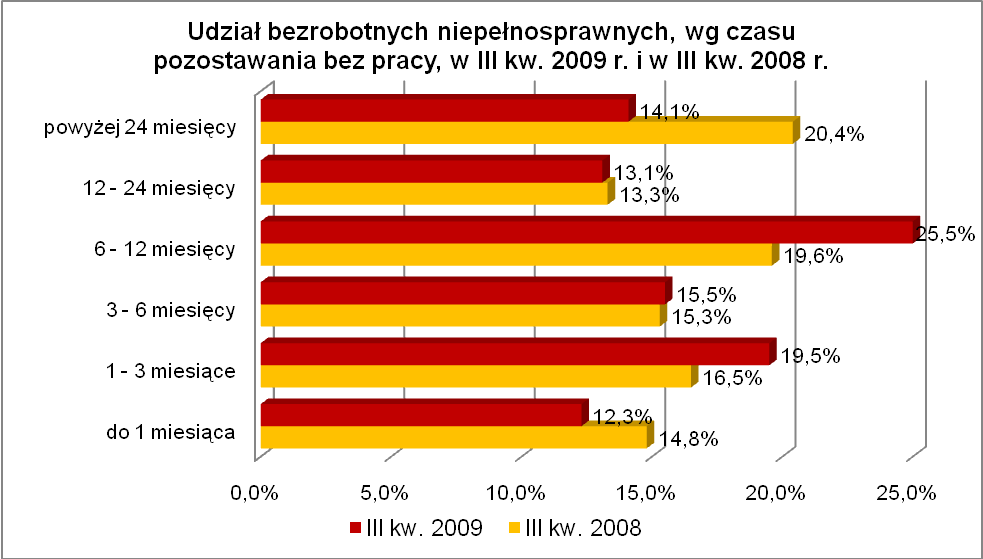 Udział bezrobotnych niepełnosprawnych, wg czasu
pozostawania bez pracy, w III kw. 2009 r. i w III kw. 2008 r.
powyżej 24 miesięcy
14,1%
20,4%
12 - 24 miesięcy
13,1%
13,3%
6 - 12 miesięcy
25,5%
19,6%
3 - 6 miesięcy
15,5%
15,3%
1 - 3 miesiące
19,5%
16,5%
do 1 miesiąca
12,3%
14,8%
0,0% 5,0% 10,0% 15,0% 20,0% 25,0%
III kw. 2009 III kw. 2008